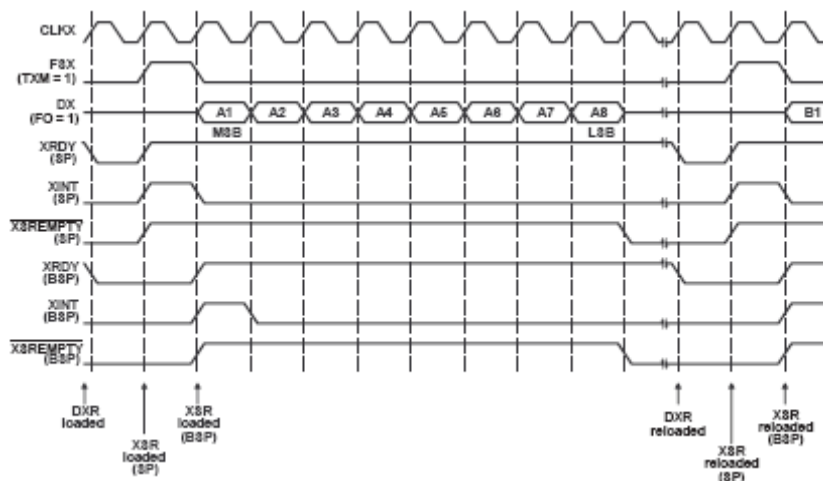 CLKX
FSX
(TXM = 1)
DX
(FO = 1)
A1 A2 A3 A4 A5 A6 A7 A8 B1
MSB LSB
XRDY
(SP)
XINT
(SP)
XSREMPTY
(SP)
XRDY
(BSP)
XINT
(BSP)
XSREMPTY
(BSP)
DXR
loaded
XSR
loaded
(SP)
XSR
loaded
(BSP)
DXR
reloaded
XSR
reloaded
(SP)
XSR
reloaded
(BSP)